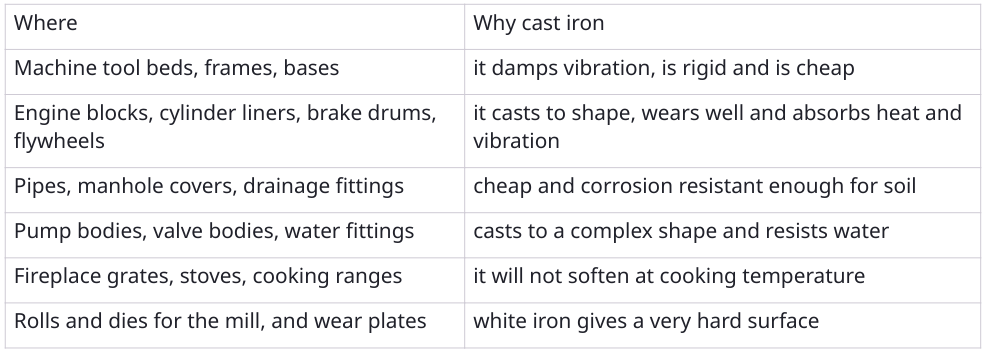 Where
Why cast iron
Machine tool beds, frames, bases
it damps vibration, is rigid and is cheap
Engine blocks, cylinder liners, brake drums,
flywheels
it casts to shape, wears well and absorbs heat and
vibration
Pipes, manhole covers, drainage fittings
cheap and corrosion resistant enough for soil
Pump bodies, valve bodies, water fittings
casts to a complex shape and resists water
Fireplace grates, stoves, cooking ranges
it will not soften at cooking temperature
Rolls and dies for the mill, and wear plates
white iron gives a very hard surface